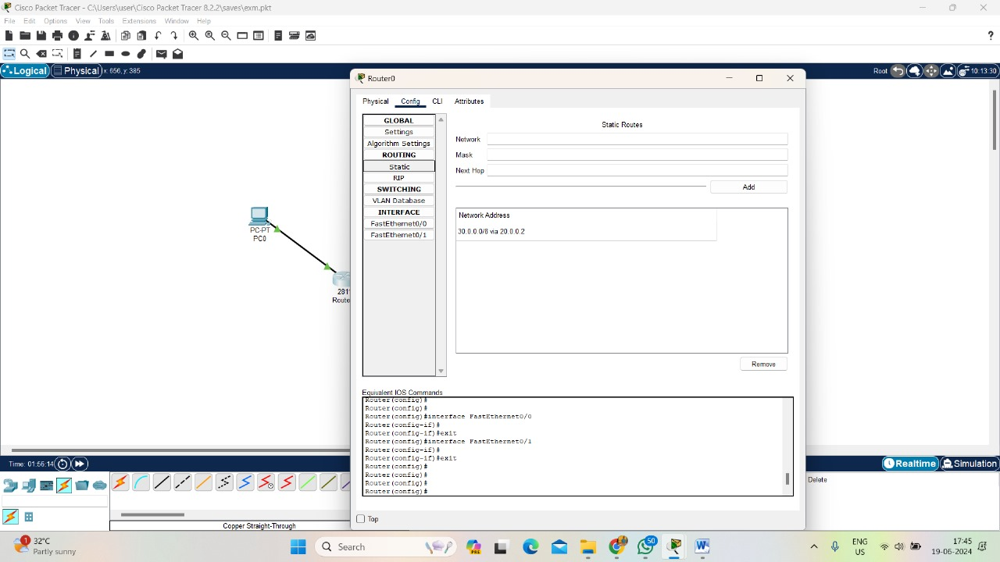 Cisco Packet Tracer - C:\Users\user\Cisco Packet Tracer 8.2.2\saves\exm.pkt
File Edit Options View Tools Extensions Window Help
Logical Physical x: 656, y: 385
Root 10:13:30
Router0
Physical Config CLI Attributes
GLOBAL
Settings
Algorithm Settings
ROUTING
Static
RIP
SWITCHING
VLAN Database
INTERFACE
FastEthernet0/0
FastEthernet0/1
Static Routes
Network
Mask
Next Hop
Add
Network Address
30.0.0.0/8 via 20.0.0.2
Remove
PC-PT
PC0
281
Route
Equivalent IOS Commands
Router(config)#
Router(config)#
Router(config)#interface FastEthernet0/0
Router(config-if)#
Router(config-if)#exit
Router(config)#interface FastEthernet0/1
Router(config-if)#
Router(config-if)#exit
Router(config)#
Router(config)#
Router(config)#
Router(config)#
Top
Time: 01:56:14
Realtime Simulation
Delete
Copper Straight-Through
1
32°C
Partly sunny
Search
PRE
50
ENG
US
17:45
19-06-2024